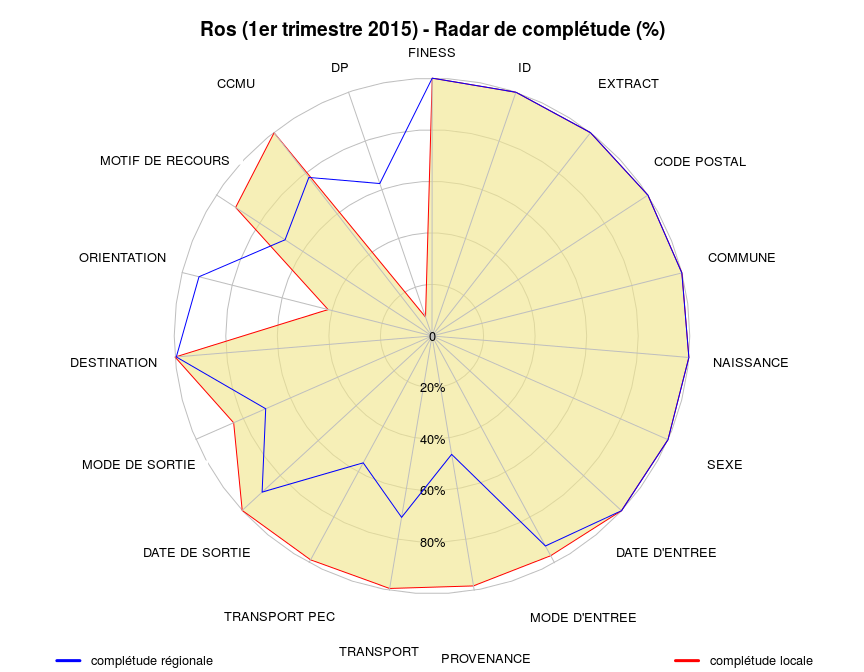 Ros (1er trimestre 2015) - Radar de complétude (%)
FINESS
DP
ID
CCMU
EXTRACT
MOTIF DE RECOURS
CODE POSTAL
ORIENTATION
COMMUNE
0
DESTINATION
NAISSANCE
20%
40%
MODE DE SORTIE
SEXE
60%
80%
DATE DE SORTIE
DATE D'ENTREE
TRANSPORT PEC
MODE D'ENTREE
TRANSPORT
PROVENANCE
complétude régionale
complétude locale